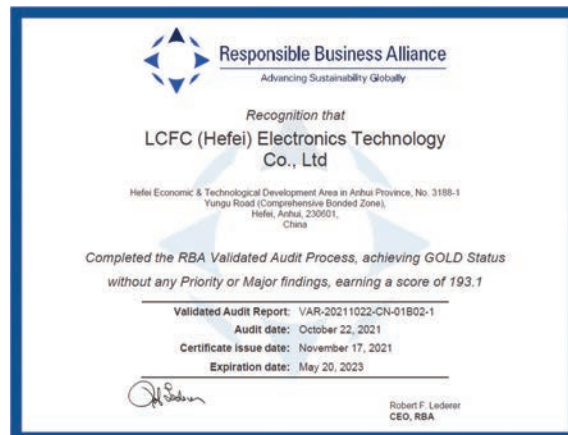 Responsible Business Alliance
Advancing Sustainability Globally
Recognition that
LCFC (Hefei) Electronics Technology
Co., Ltd
Hefei Economic & Technological Development Area in Anhui Province, No. 3188-1
Yungu Road (Comprehensive Bonded Zone),
Hefei, Anhui, 230601,
China
Completed the RBA Validated Audit Process, achieving GOLD Status
without any Priority or Major findings, earning a score of 193.1
Validated Audit Report: VAR-20211022-CN-01B02-1
Audit date: October 22, 2021
Certificate issue date: November 17, 2021
Expiration date: May 20, 2023
Robert F. Lederer
CEO, RBA